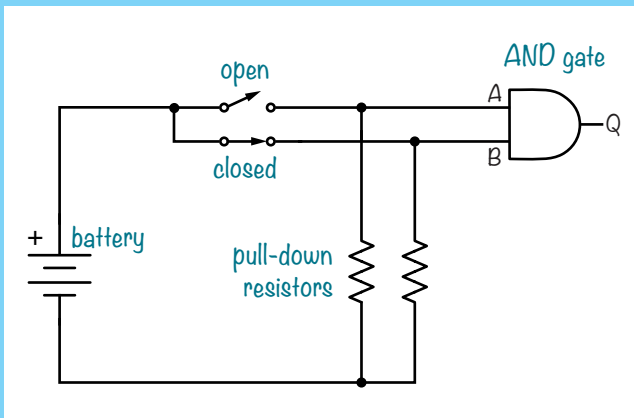 AND gate
open
A
Q
B
closed
+ battery
pull-down
resistors